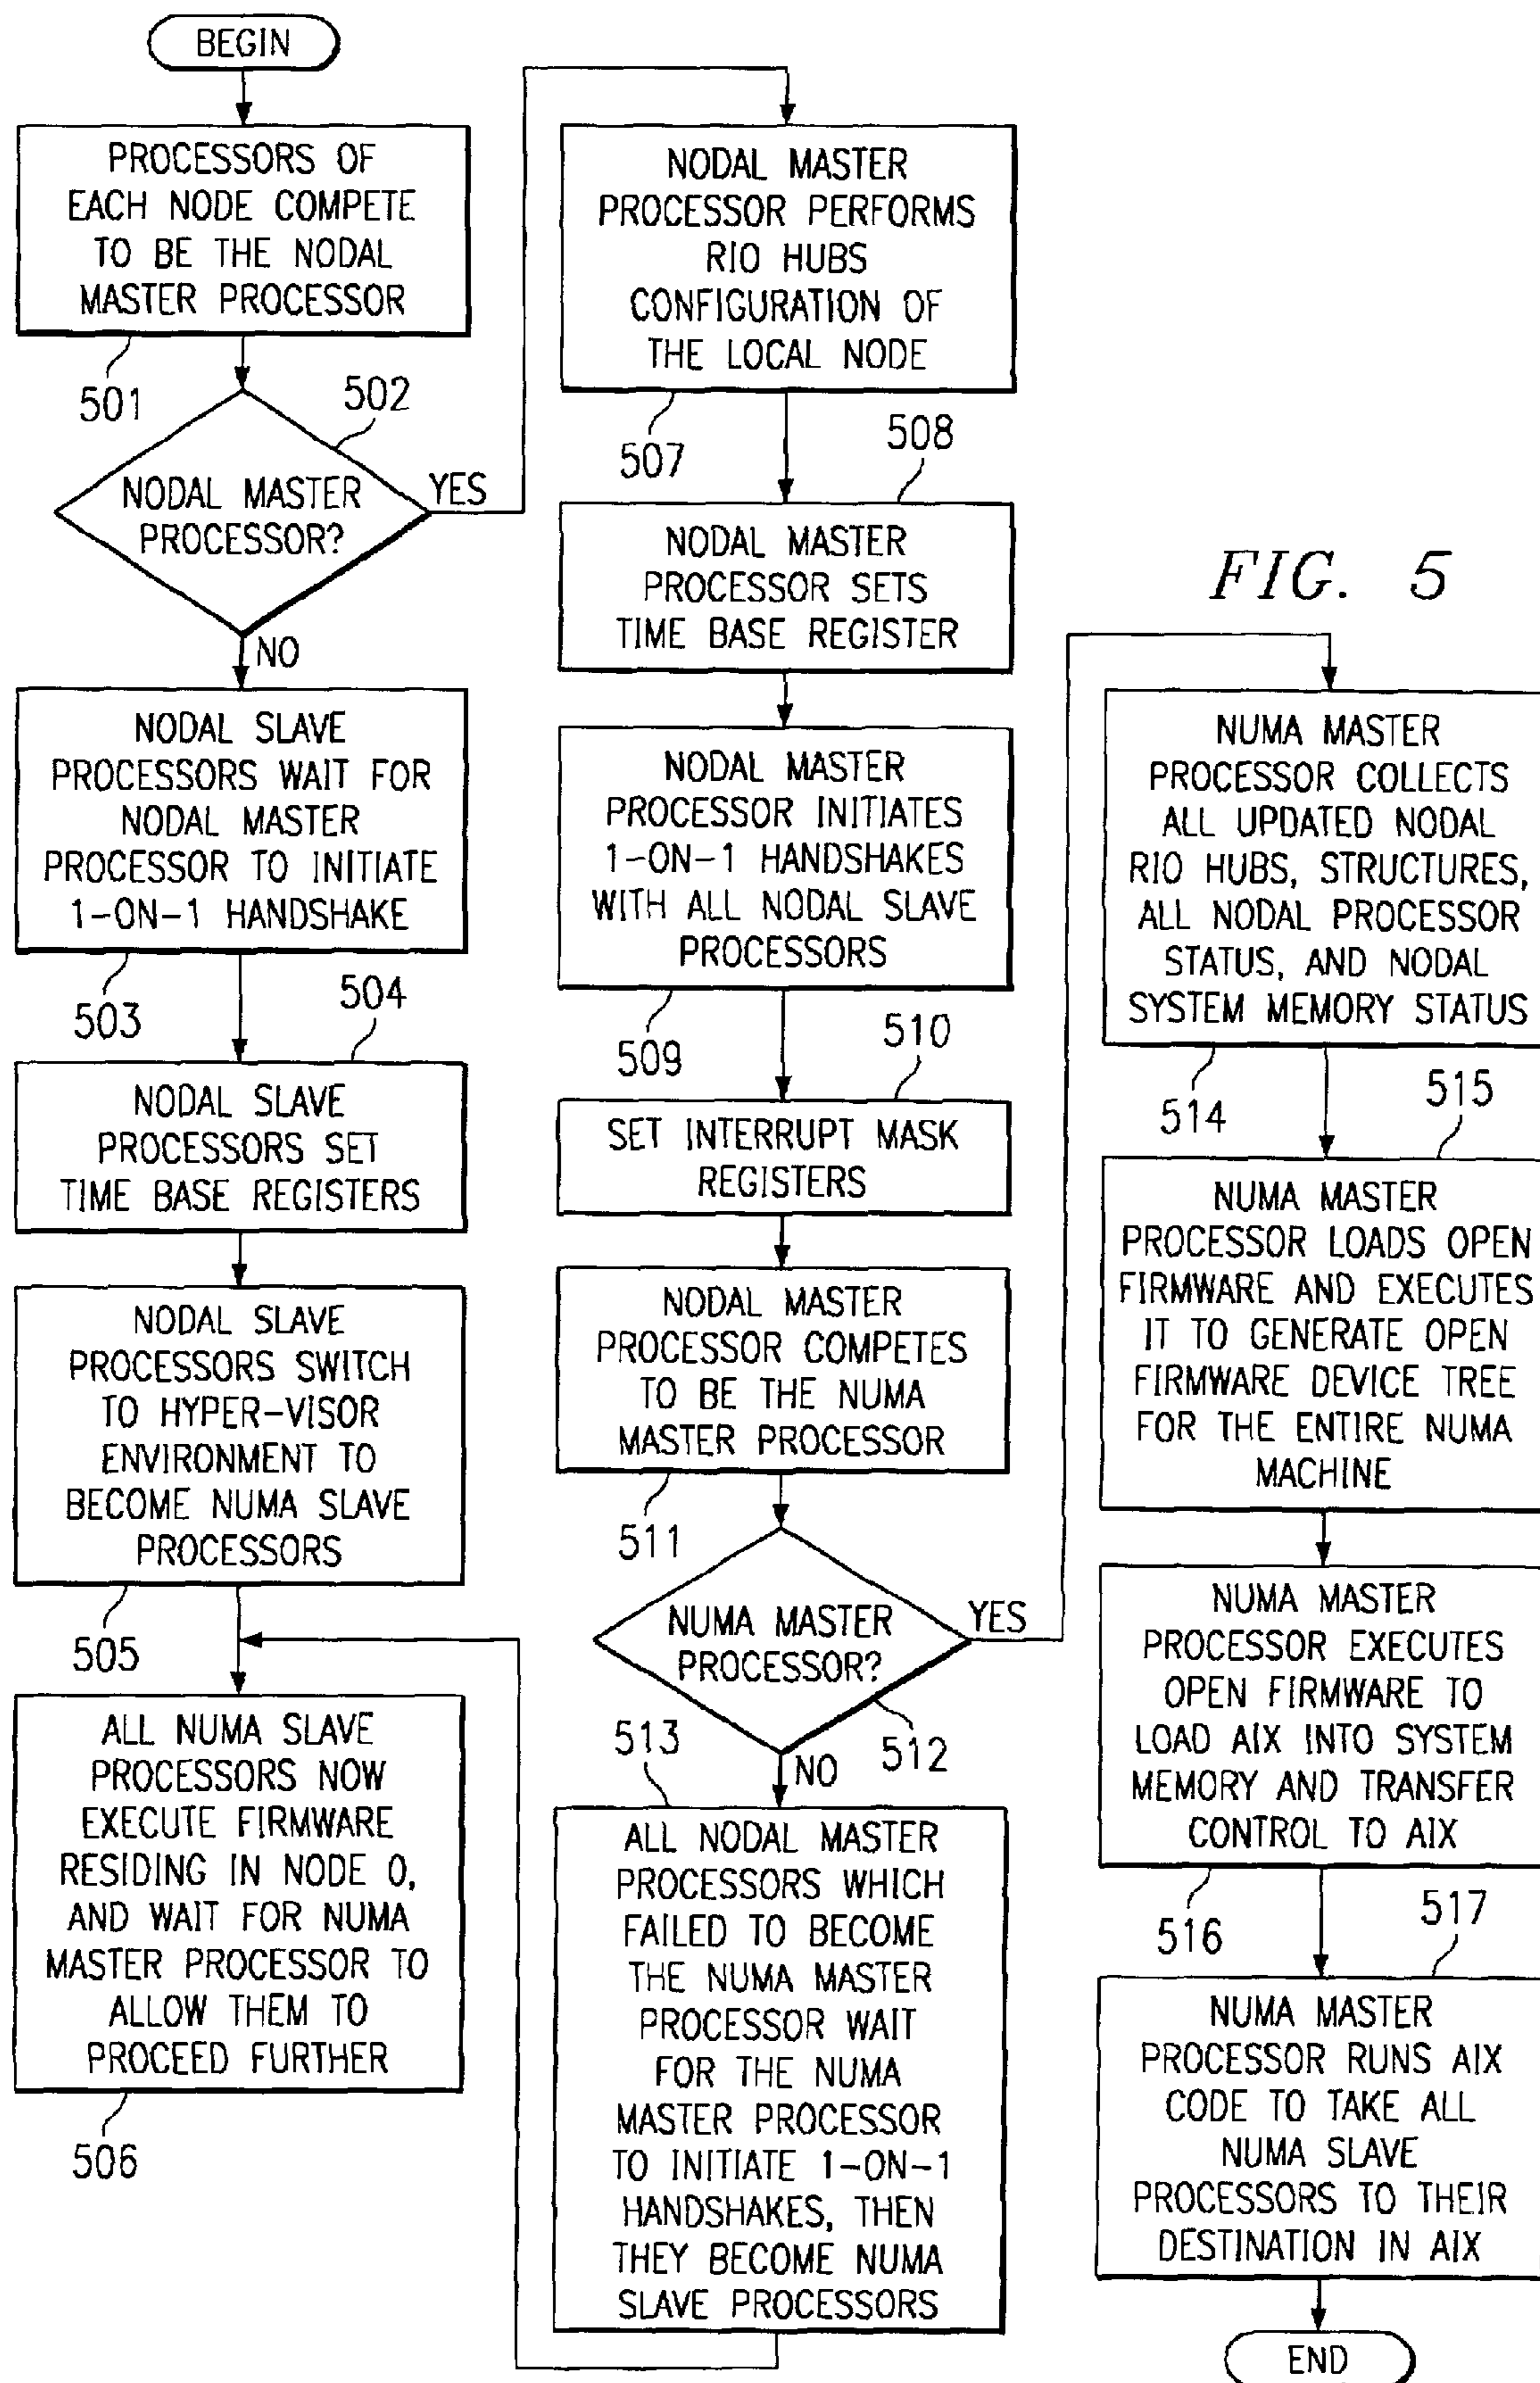 BEGIN
PROCESSORS OF
EACH NODE COMPETE
TO BE THE NODAL
MASTER PROCESSOR
501
502
NODAL MASTER
PROCESSOR?
YES
NO
NODAL SLAVE
PROCESSORS WAIT FOR
NODAL MASTER
PROCESSOR TO INITIATE
1-ON-1 HANDSHAKE
503
504
NODAL SLAVE
PROCESSORS SET
TIME BASE REGISTERS
NODAL SLAVE
PROCESSORS SWITCH
TO HYPER-VISOR
ENVIRONMENT TO
BECOME NUMA SLAVE
PROCESSORS
505
ALL NUMA SLAVE
PROCESSORS NOW
EXECUTE FIRMWARE
RESIDING IN NODE 0,
AND WAIT FOR NUMA
MASTER PROCESSOR TO
ALLOW THEM TO
PROCEED FURTHER
506
NODAL MASTER
PROCESSOR PERFORMS
RIO HUBS
CONFIGURATION OF
THE LOCAL NODE
507
508
NODAL MASTER
PROCESSOR SETS
TIME BASE REGISTER
NODAL MASTER
PROCESSOR INITIATES
1-ON-1 HANDSHAKES
WITH ALL NODAL SLAVE
PROCESSORS
509
510
SET INTERRUPT MASK
REGISTERS
NODAL MASTER
PROCESSOR COMPETES
TO BE THE NUMA
MASTER PROCESSOR
511
NUMA MASTER
PROCESSOR?
YES
512
NO
513
ALL NODAL MASTER
PROCESSORS WHICH
FAILED TO BECOME
THE NUMA MASTER
PROCESSOR WAIT
FOR THE NUMA
MASTER PROCESSOR
TO INITIATE 1-ON-1
HANDSHAKES, THEN
THEY BECOME NUMA
SLAVE PROCESSORS
FIG. 5
NUMA MASTER
PROCESSOR COLLECTS
ALL UPDATED NODAL
RIO HUBS, STRUCTURES,
ALL NODAL PROCESSOR
STATUS, AND NODAL
SYSTEM MEMORY STATUS
514
515
NUMA MASTER
PROCESSOR LOADS OPEN
FIRMWARE AND EXECUTES
IT TO GENERATE OPEN
FIRMWARE DEVICE TREE
FOR THE ENTIRE NUMA
MACHINE
NUMA MASTER
PROCESSOR EXECUTES
OPEN FIRMWARE TO
LOAD AIX INTO SYSTEM
MEMORY AND TRANSFER
CONTROL TO AIX
516
517
NUMA MASTER
PROCESSOR RUNS AIX
CODE TO TAKE ALL
NUMA SLAVE
PROCESSORS TO THEIR
DESTINATION IN AIX
END